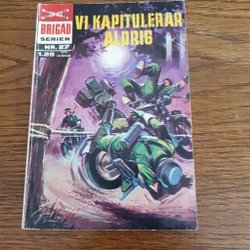 BRIGAD
SERIEN
NR. 27
1.25
VI KAPITULERAR
ALDRIG